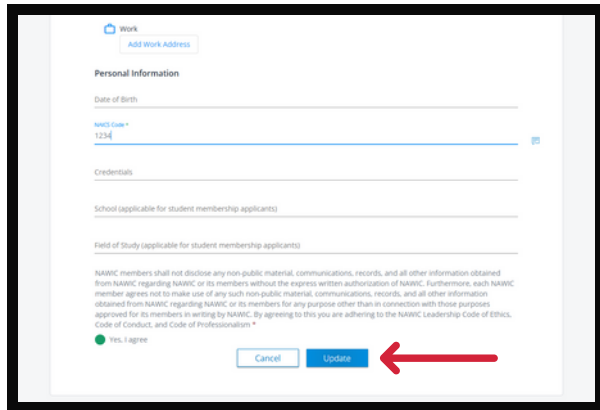 Work
Add Work Address
Personal Information
Date of Birth
NAICS Code *
1234
Credentials
School (applicable for student membership applicants)
Field of Study (applicable for student membership applicants)
NAWIC members shall not disclose any non-public material, communications, records, and all other information obtained
from NAWIC regarding NAWIC or its members without the express written authorization of NAWIC. Furthermore, each NAWIC
member agrees not to make use of any such non-public material, communications, records, and all other information
obtained from NAWIC regarding NAWIC or its members for any purpose other than in connection with those purposes
approved for its members in writing by NAWIC. By agreeing to this you are adhering to the NAWIC Leadership Code of Ethics,
Code of Conduct, and Code of Professionalism *
Yes, I agree
Cancel Update